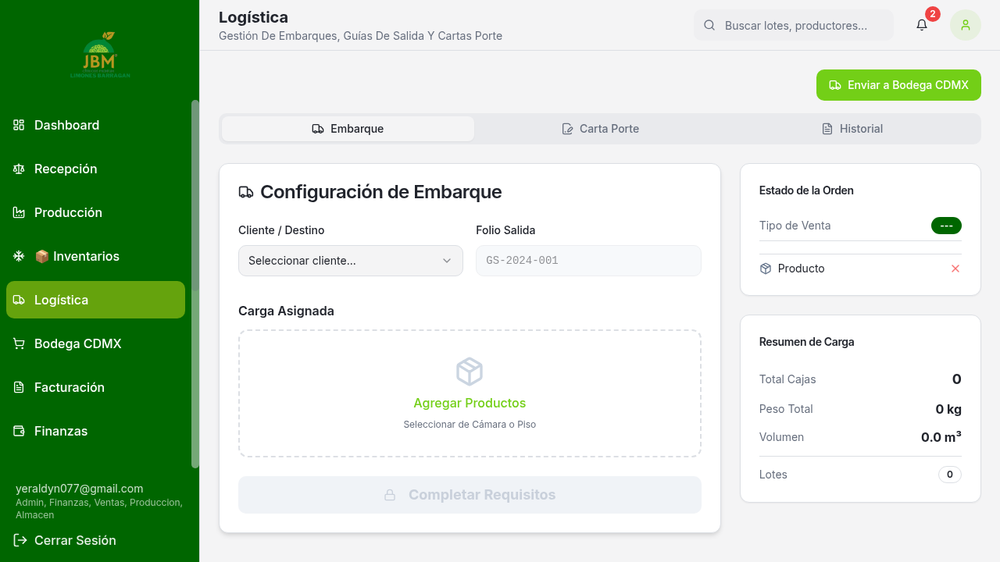 JBM
LIMONES BARRAGAN
Dashboard
Recepción
Producción
📦 Inventarios
Logística
Bodega CDMX
Facturación
Finanzas
yeraldyn077@gmail.com
Admin, Finanzas, Ventas, Produccion,
Almacen
Cerrar Sesión
Logística
Gestión De Embarques, Guías De Salida Y Cartas Porte
Buscar lotes, productores...
2
Enviar a Bodega CDMX
Embarque
Carta Porte
Historial
Configuración de Embarque
Cliente / Destino
Folio Salida
Seleccionar cliente...
GS-2024-001
Carga Asignada
Agregar Productos
Seleccionar de Cámara o Piso
Completar Requisitos
Estado de la Orden
Tipo de Venta
---
Producto
Resumen de Carga
Total Cajas
0
Peso Total
0 kg
Volumen
0.0 m³
Lotes
0